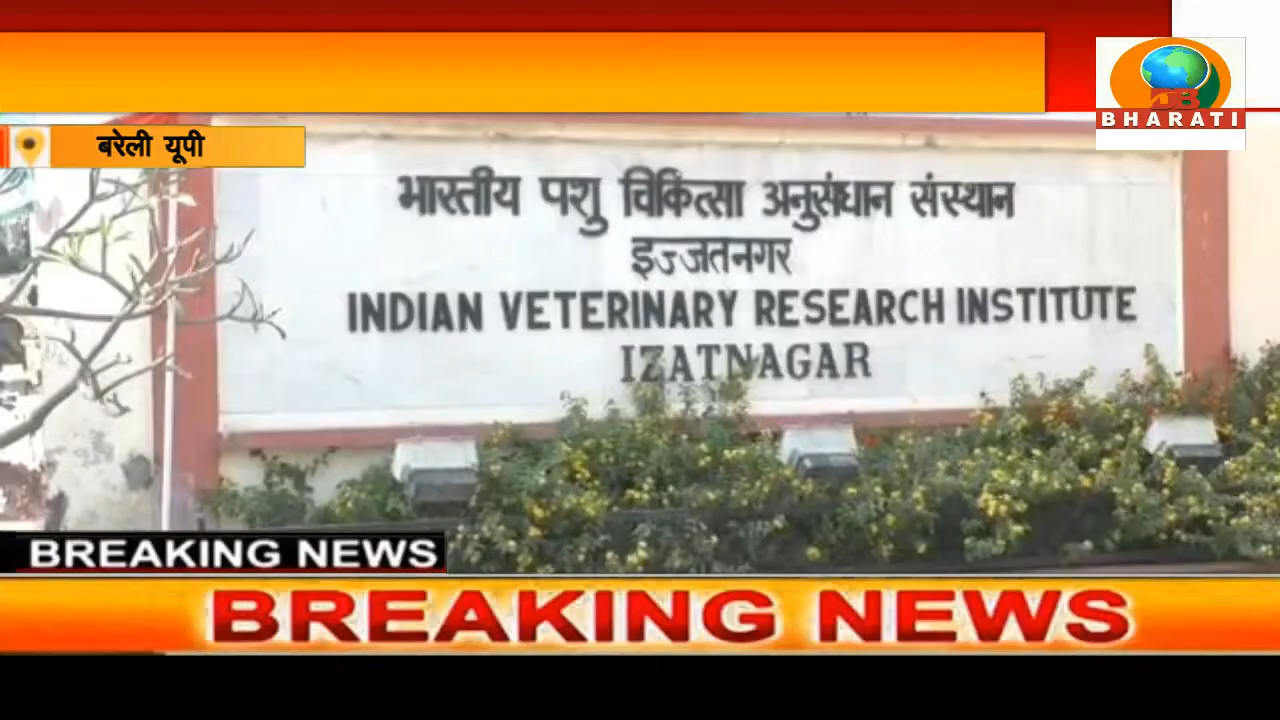 B
BHARATI
बरेली यूपी
भारतीय पशु चिकित्सा अनुसंधान संस्थान
इज्जतनगर
INDIAN VETERINARY RESEARCH INSTITUTE
IZATNAGAR
BREAKING NEWS
BREAKING NEWS